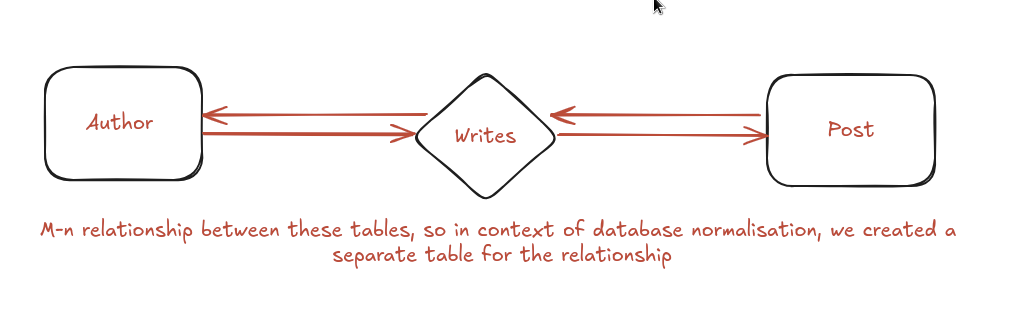 Author
Writes
Post
M-n relationship between these tables, so in context of database normalisation, we created a
separate table for the relationship